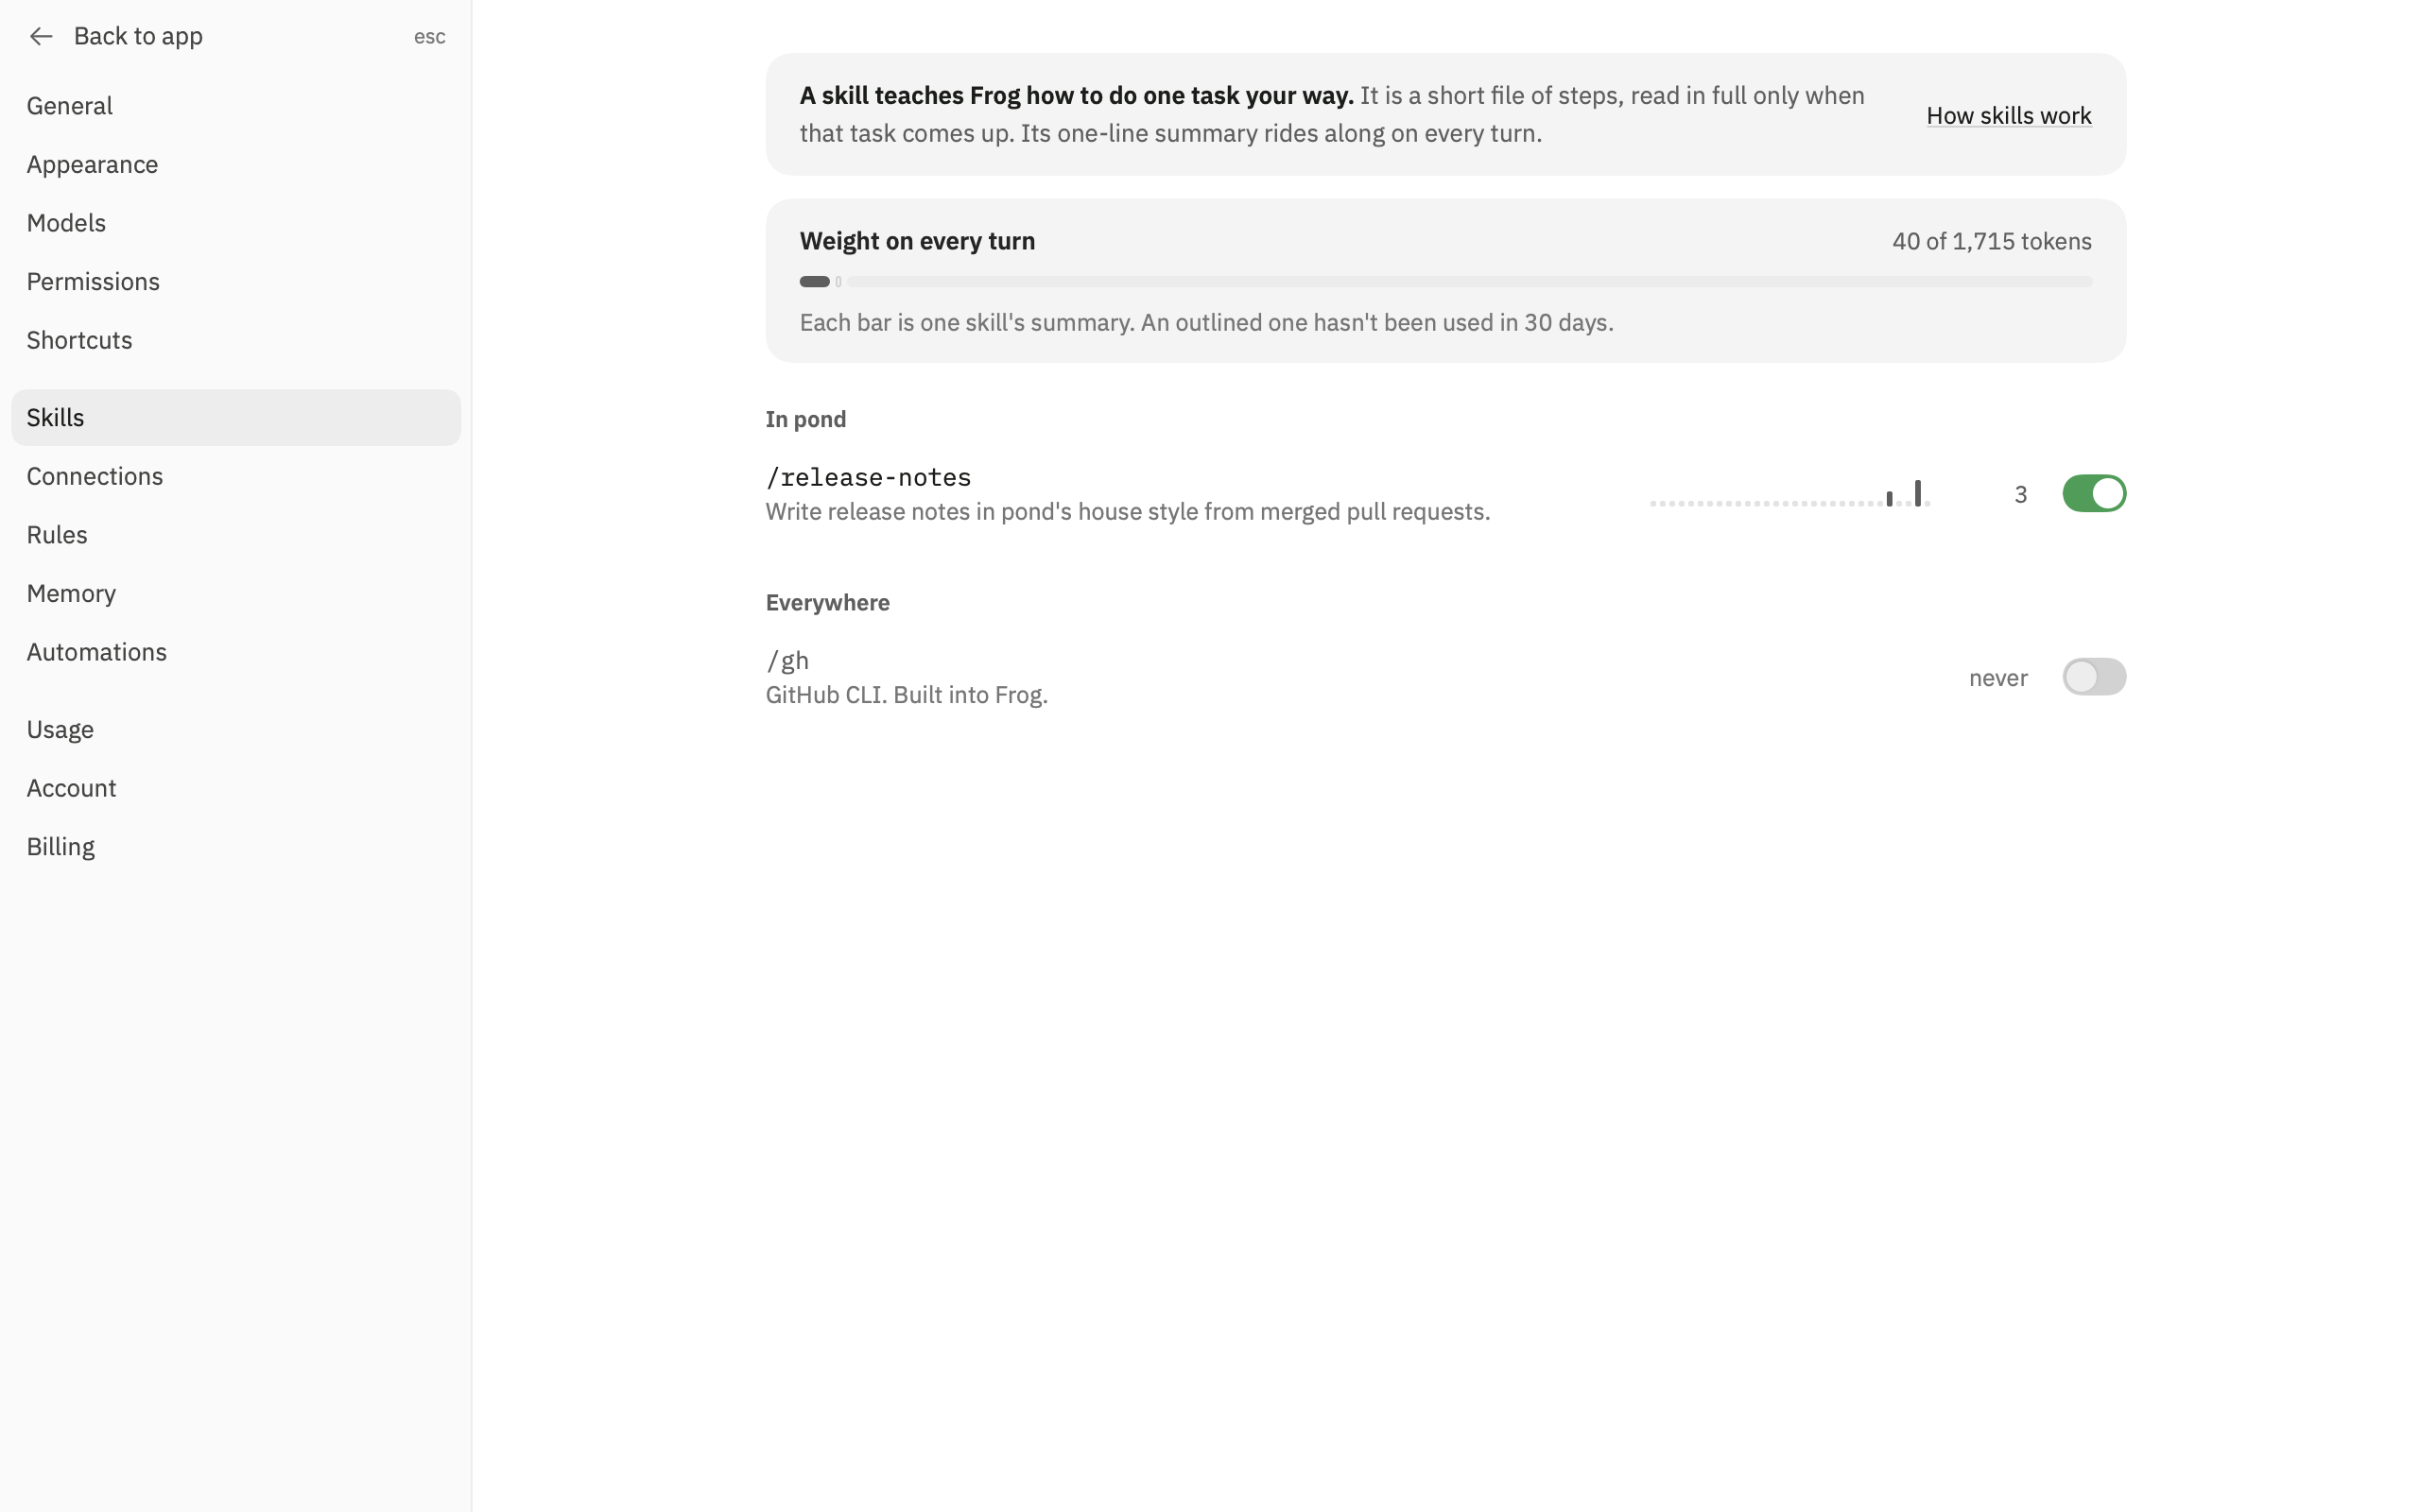 Back to app esc
General
Appearance
Models
Permissions
Shortcuts
Skills
Connections
Rules
Memory
Automations
Usage
Account
Billing
A skill teaches Frog how to do one task your way. It is a short file of steps, read in full only when
that task comes up. Its one-line summary rides along on every turn.
How skills work
Weight on every turn 40 of 1,715 tokens
Each bar is one skill's summary. An outlined one hasn't been used in 30 days.
In pond
/release-notes
Write release notes in pond's house style from merged pull requests.
3
Everywhere
/gh
GitHub CLI. Built into Frog.
never